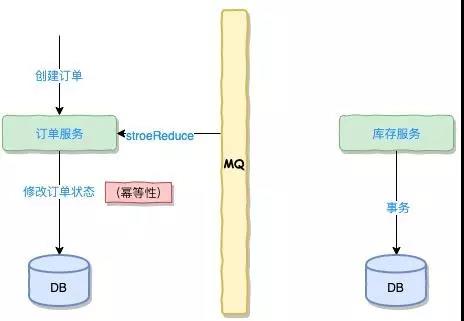 创建订单
订单服务
stroeReduce
MQ
库存服务
修改订单状态
（幂等性）
事务
DB
DB